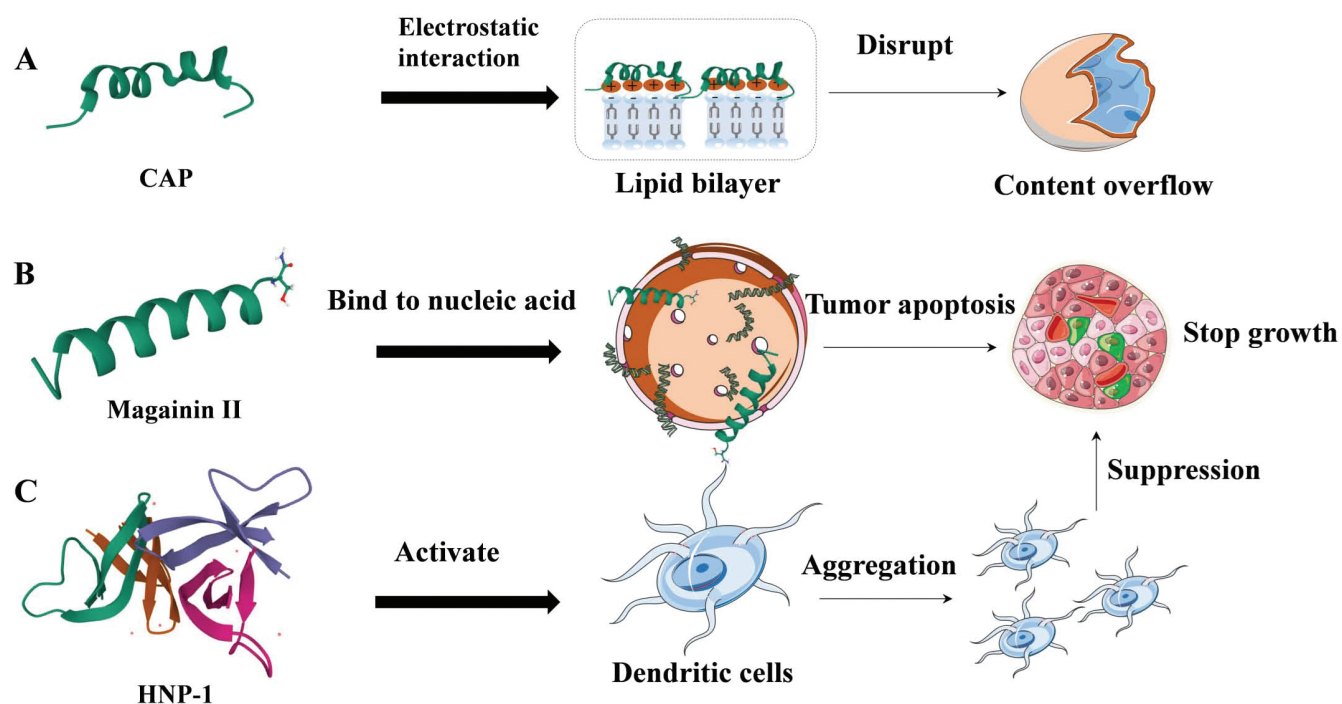 A
Electrostatic
interaction
Disrupt
CAP
Lipid bilayer
Content overflow
B
Bind to nucleic acid
Tumor apoptosis
Stop growth
Magainin II
C
Suppression
Activate
Aggregation
Dendritic cells
HNP-1